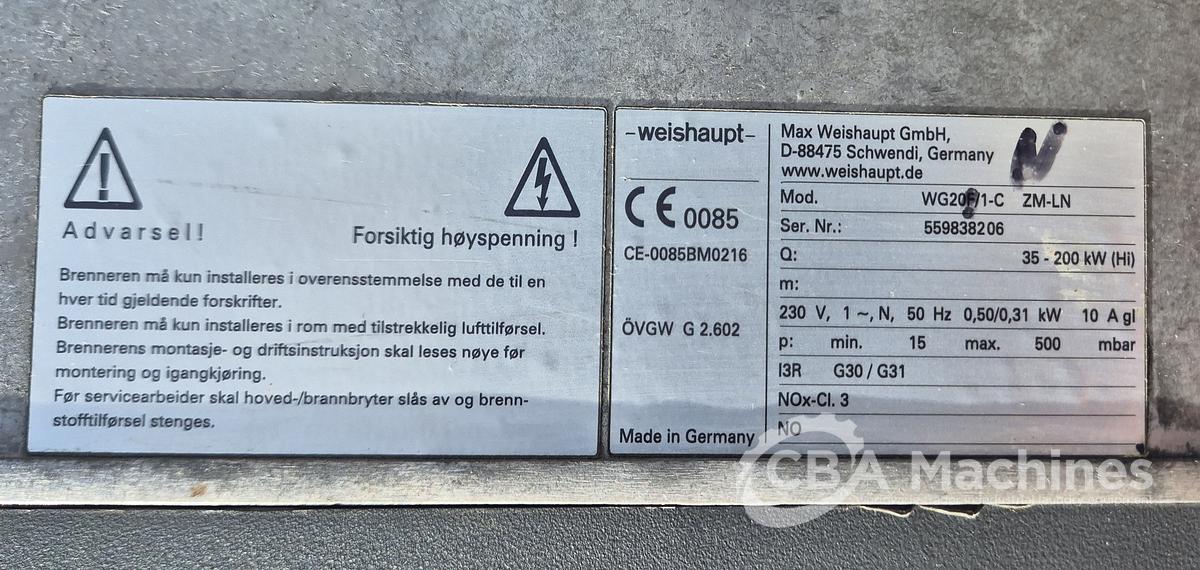 Advarsel!
Forsiktig høyspenning !
Brenneren må kun installeres i overensstemmelse med de til en
hver tid gjeldende forskrifter.
Brenneren må kun installeres i rom med tilstrekkelig lufttilførsel.
Brennerens montasje- og driftsinstruksjon skal leses nøye før
montering og igangkjøring.
Før servicearbeider skal hoved-/brannbryter slås av og brenn-
stofftilførsel stenges.
-weishaupt-
CE 0085
CE-0085BM0216
ÖVGW G 2.602
Made in Germany
Max Weishaupt GmbH,
D-88475 Schwendi, Germany
www.weishaupt.de
N
Mod. WG20F/1-C ZM-LN
Ser. Nr.: 559838206
Q: 35 - 200 kW (Hi)
m:
230 V, 1 ~, N, 50 Hz 0,50/0,31 kW 10 A gl
p: min. 15 max. 500 mbar
I3R G30 / G31
NOx-Cl. 3
NO
CBA Machines